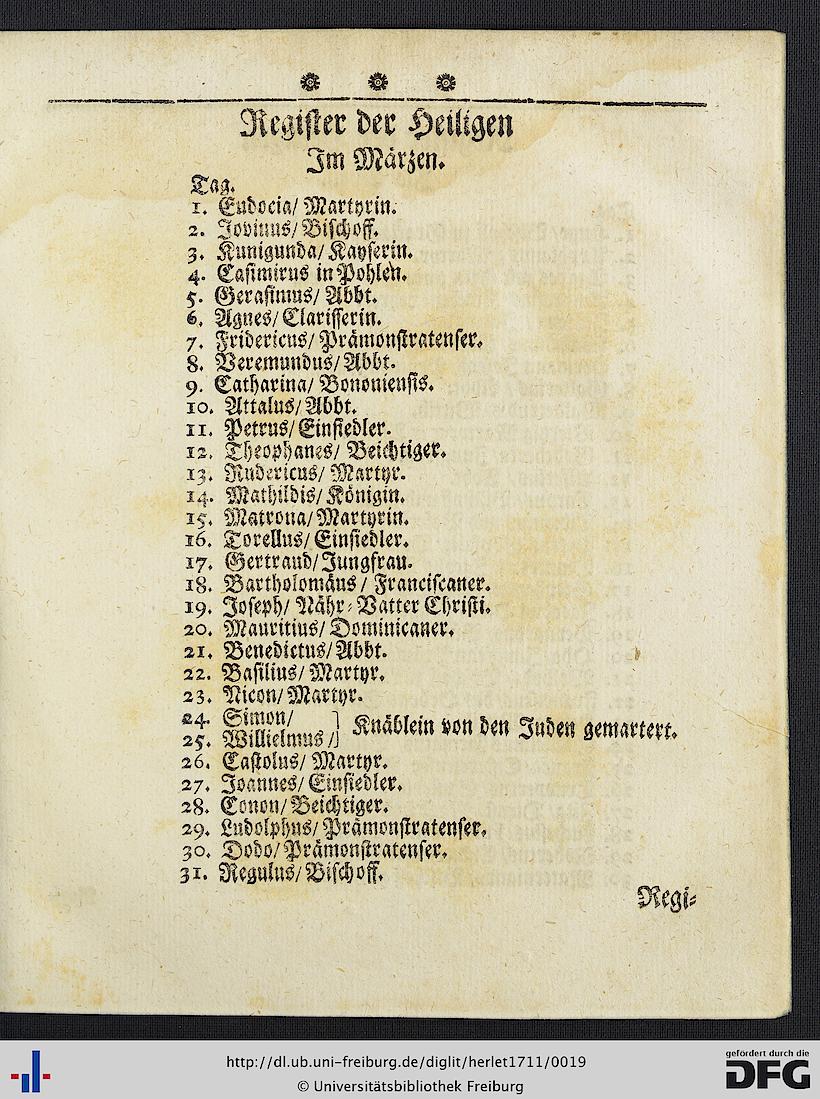 Register der Heiligen
Im Märzen.
Tag.
1. Eudocia/ Martyrin.
2. Jovinus/ Bischoff.
3. Kunigunda/ Kayserin.
4. Casimirus in Pohlen.
5. Gerasimus/ Abbt.
6. Agnes/ Clarisserin.
7. Fridericus/ Prämonstratenser.
8. Veremundus/ Abbt.
9. Catharina/ Bononiensis.
10. Attalus/ Abbt.
11. Petrus/ Einsiedler.
12. Theophanes/ Beichtiger.
13. Rudericus/ Martyr.
14. Mathildis/ Königin.
15. Matrona/ Martyrin.
16. Torellus/ Einsiedler.
17. Gertraud/ Jungfrau.
18. Bartholomäus / Franciscaner.
19. Joseph/ Nähr-Vatter Christi.
20. Mauritius/ Dominicaner.
21. Benedictus/ Abbt.
22. Basilius/ Martyr.
23. Nicon/ Martyr.
24. Simon/
25. Willielmus /} Knäblein von den Juden gemartert.
26. Castolus/ Martyr.
27. Joannes/ Einsiedler.
28. Conon/ Beichtiger.
29. Ludolphus/ Prämonstratenser.
30. Dodo/ Prämonstratenser.
31. Regulus/ Bischoff.
Regi-
http://dl.ub.uni-freiburg.de/diglit/herlet1711/0019
© Universitätsbibliothek Freiburg
gefördert durch die
DFG